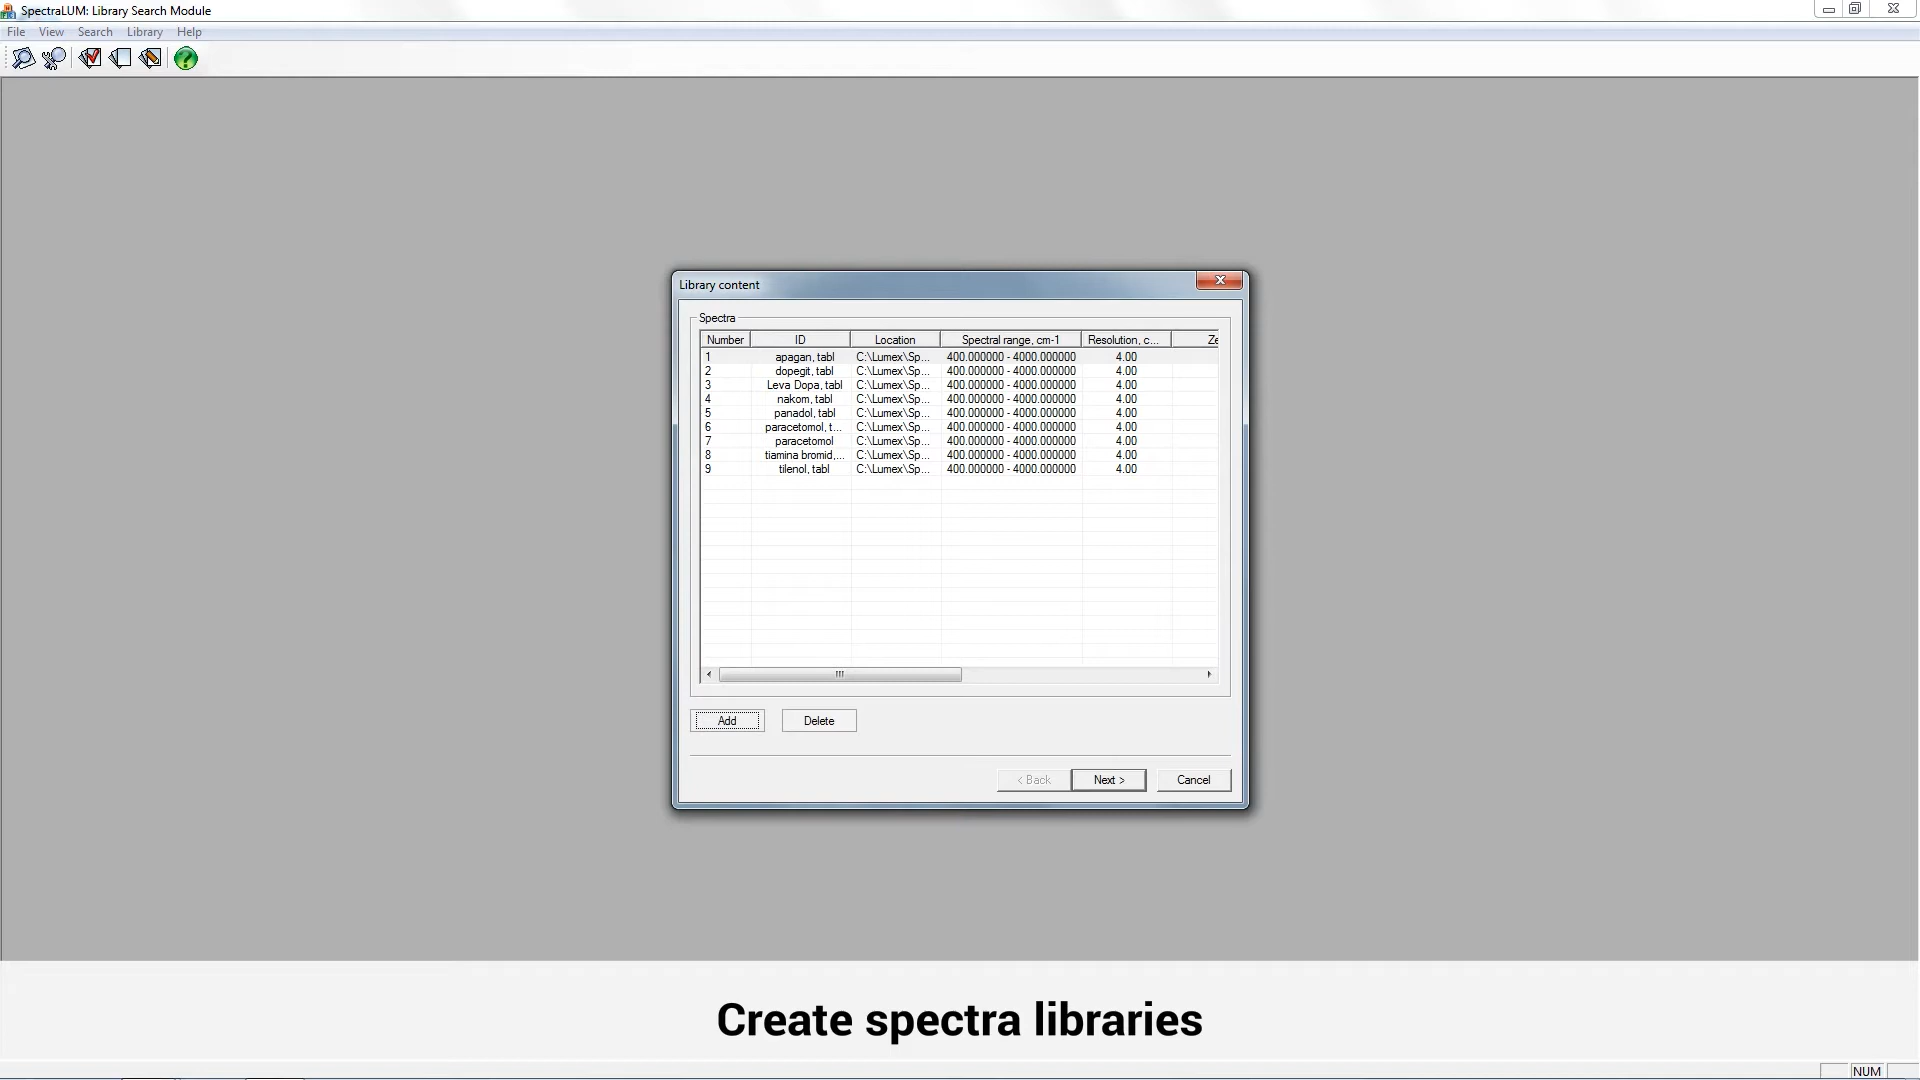 SpectraLUM: Library Search Module
File View Search Library Help
Library content
Spectra
Number ID Location Spectral range, cm-1 Resolution, c... Ze
1 apagan, tabl C:\Lumex\Sp... 400.000000 - 4000.000000 4.00
2 dopegit, tabl C:\Lumex\Sp... 400.000000 - 4000.000000 4.00
3 Leva Dopa, tabl C:\Lumex\Sp... 400.000000 - 4000.000000 4.00
4 nakom, tabl C:\Lumex\Sp... 400.000000 - 4000.000000 4.00
5 panadol, tabl C:\Lumex\Sp... 400.000000 - 4000.000000 4.00
6 paracetomol, t... C:\Lumex\Sp... 400.000000 - 4000.000000 4.00
7 paracetomol C:\Lumex\Sp... 400.000000 - 4000.000000 4.00
8 tiamina bromid,... C:\Lumex\Sp... 400.000000 - 4000.000000 4.00
9 tilenol, tabl C:\Lumex\Sp... 400.000000 - 4000.000000 4.00
Add Delete
< Back Next > Cancel
Create spectra libraries
NUM